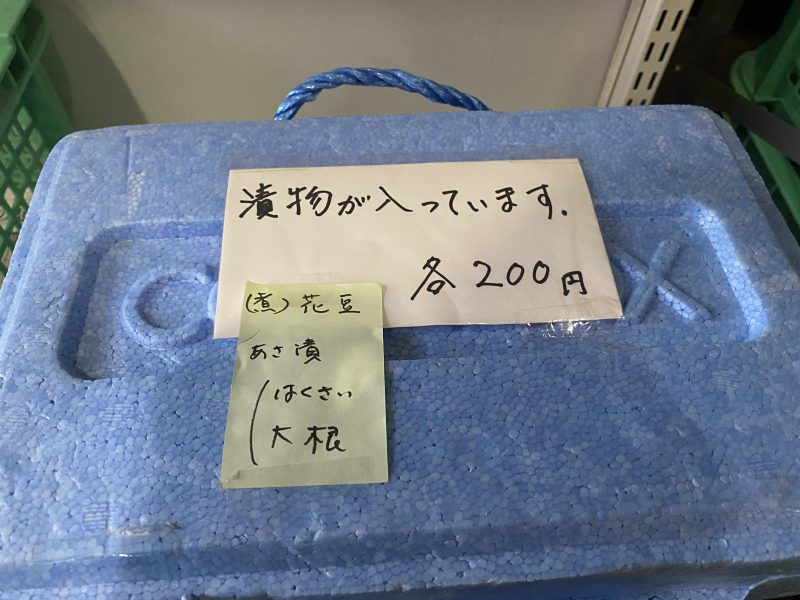 漬物が入っています.
各200円
(煮)花豆
あさ漬
はくさい
大根